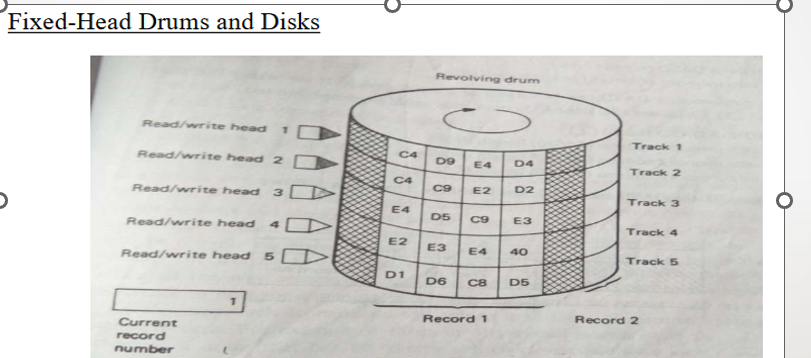 Fixed-Head Drums and Disks
Revolving drum
Read/write head 1
Read/write head 2
Read/write head 3
Read/write head 4
Read/write head 5
Track 1
Track 2
Track 3
Track 4
Track 5
C4 D9 E4 D4
C4 C9 E2 D2
E4 D5 C9 E3
E2 E3 E4 40
D1 D6 C8 D5
1
Current
record
number
Record 1
Record 2